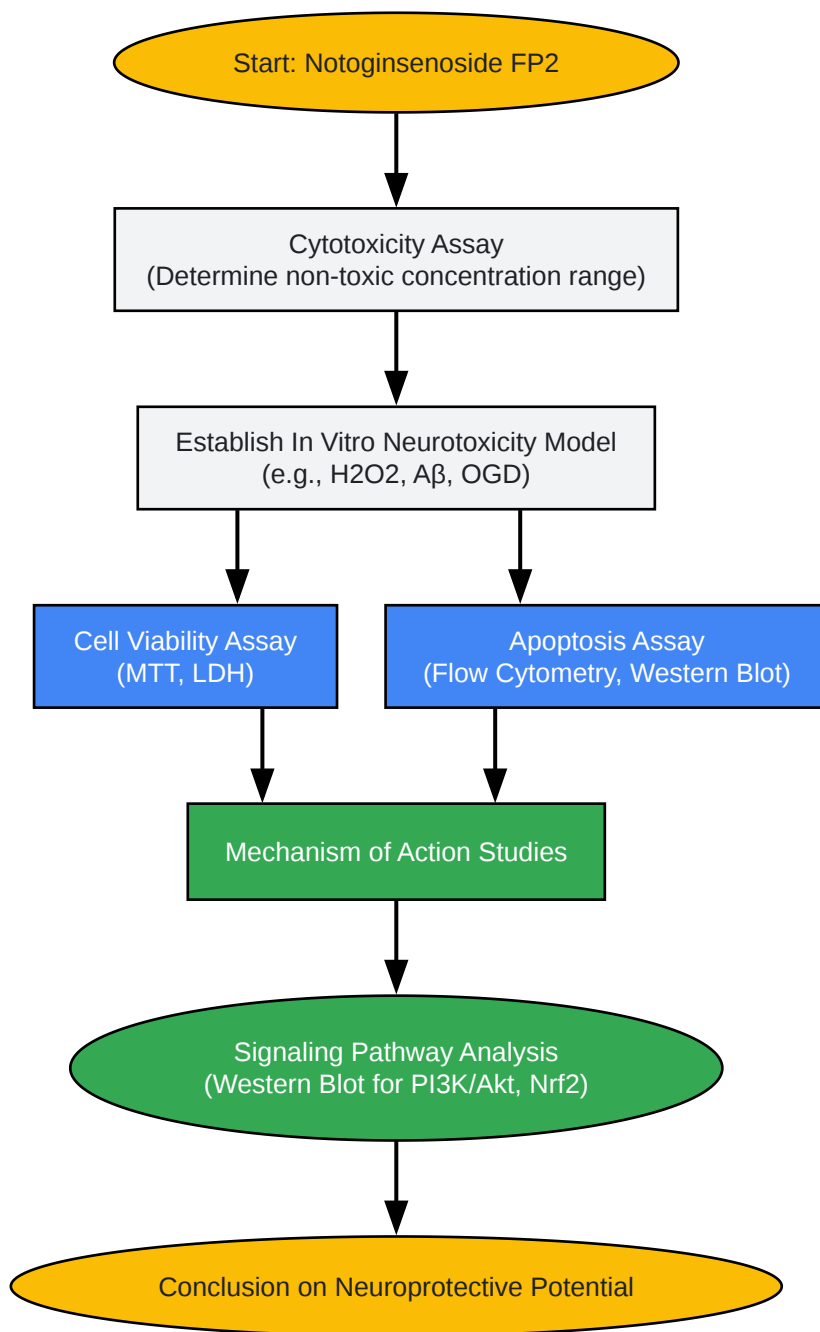 Start: Notoginsenoside FP2
Cytotoxicity Assay
(Determine non-toxic concentration range)
Establish In Vitro Neurotoxicity Model
(e.g., H2O2, Aβ, OGD)
Cell Viability Assay
(MTT, LDH)
Apoptosis Assay
(Flow Cytometry, Western Blot)
Mechanism of Action Studies
Signaling Pathway Analysis
(Western Blot for PI3K/Akt, Nrf2)
Conclusion on Neuroprotective Potential